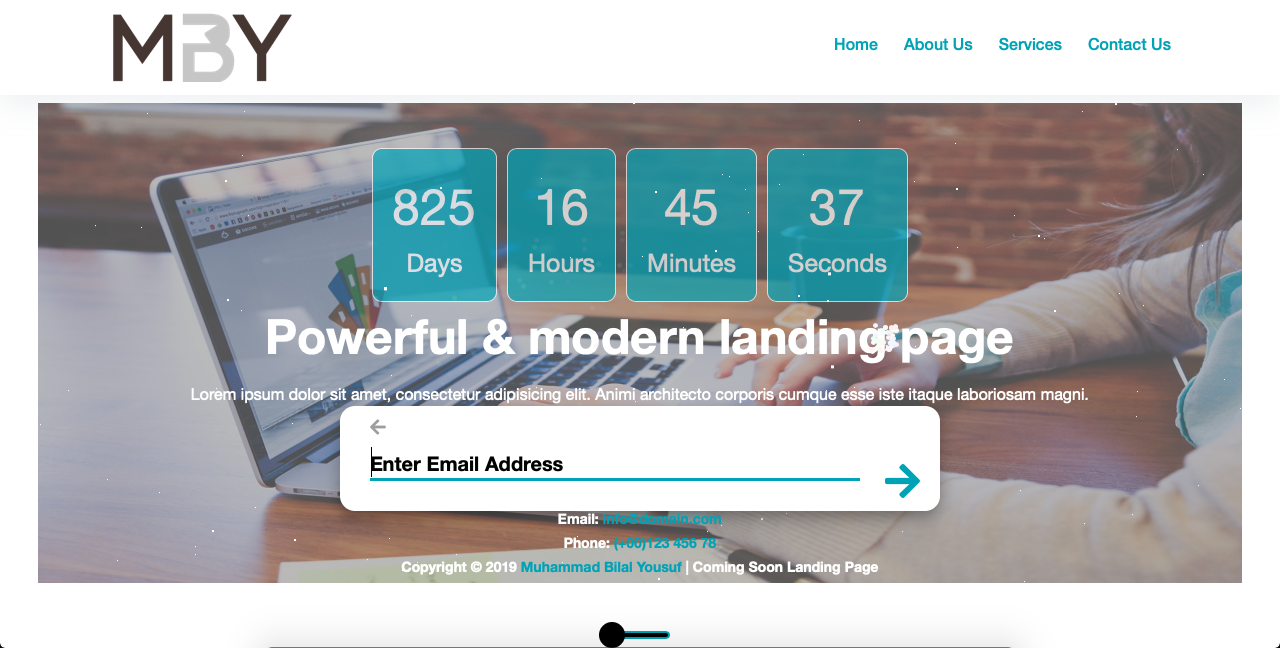 MBY
Home About Us Services Contact Us
825 16 45 37
Days Hours Minutes Seconds
Powerful & modern landing page
Lorem ipsum dolor sit amet, consectetur adipisicing elit. Animi architecto corporis cumque esse iste itaque laboriosam magni.
Enter Email Address
Email: info@domain.com
Phone: (+00)123 456 78
Copyright © 2019 Muhammad Bilal Yousuf | Coming Soon Landing Page